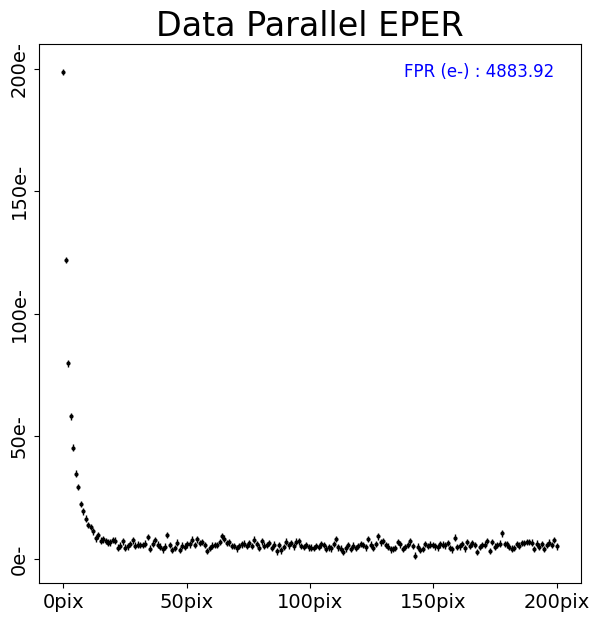 Data Parallel EPER
FPR (e-) : 4883.92
200e-
150e-
100e-
50e-
0e-
0pix 50pix 100pix 150pix 200pix